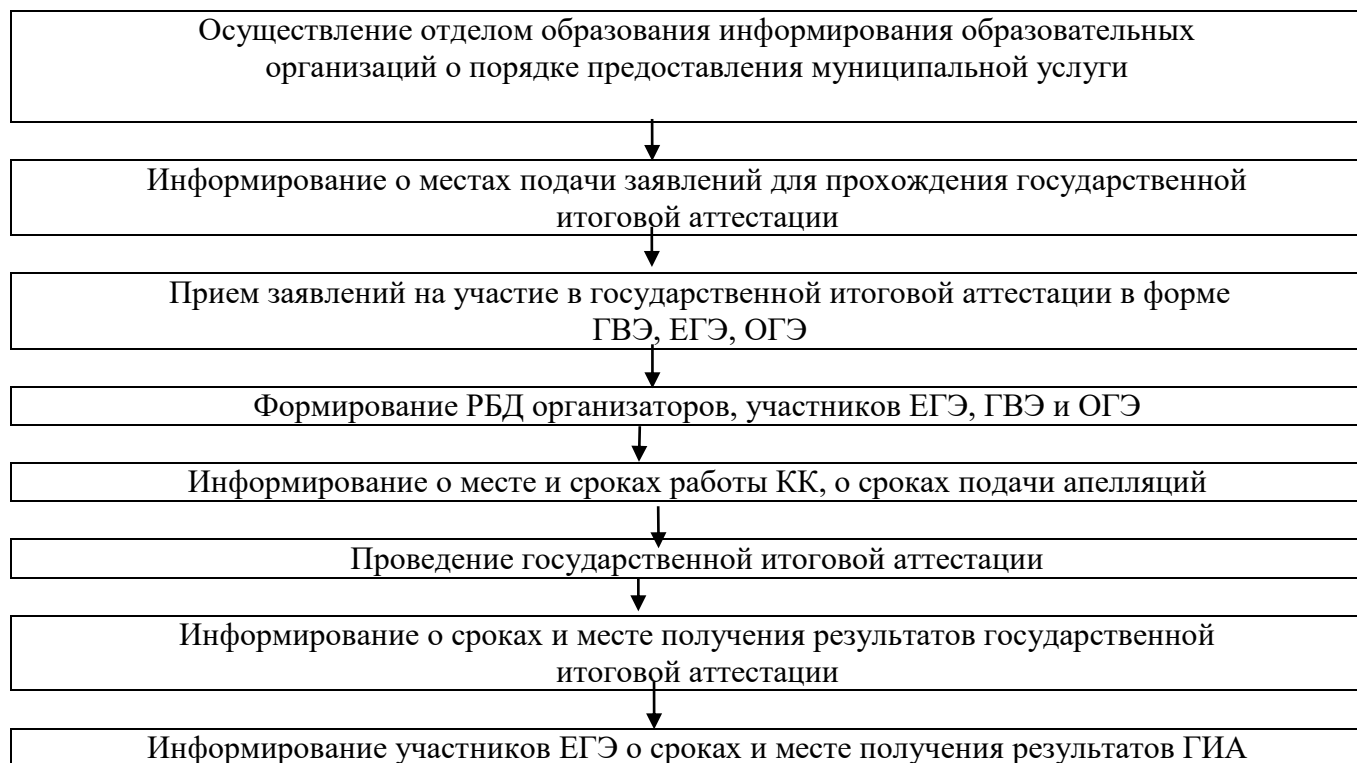 Осуществление отделом образования информирования образовательных
организаций о порядке предоставления муниципальной услуги
Информирование о местах подачи заявлений для прохождения государственной
итоговой аттестации
Прием заявлений на участие в государственной итоговой аттестации в форме
ГВЭ, ЕГЭ, ОГЭ
Формирование РБД организаторов, участников ЕГЭ, ГВЭ и ОГЭ
Информирование о месте и сроках работы КК, о сроках подачи апелляций
Проведение государственной итоговой аттестации
Информирование о сроках и месте получения результатов государственной
итоговой аттестации
Информирование участников ЕГЭ о сроках и месте получения результатов ГИА